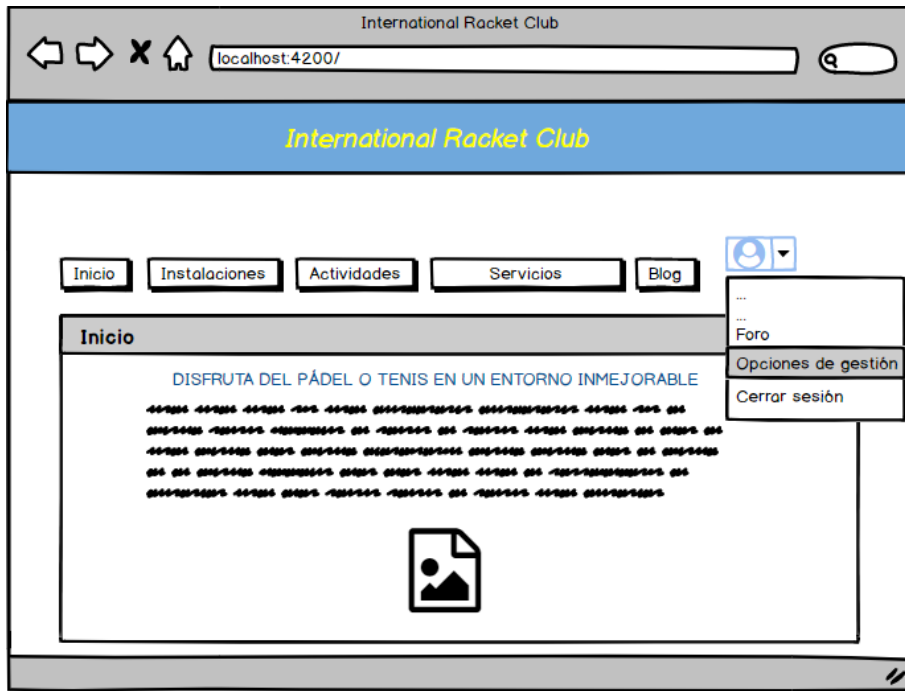 International Racket Club
localhost:4200/
International Racket Club
Inicio
Instalaciones
Actividades
Servicios
Blog
...
...
Foro
Opciones de gestión
Cerrar sesión
Inicio
DISFRUTA DEL PÁDEL O TENIS EN UN ENTORNO INMEJORABLE